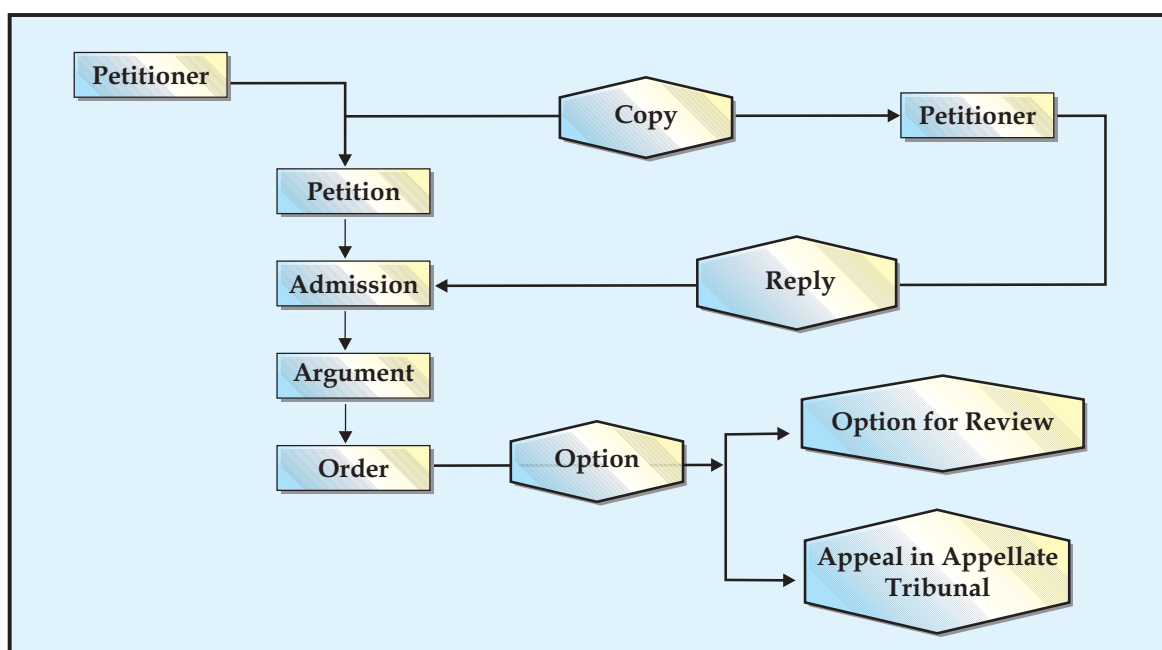 Petitioner
Copy
Petitioner
Petition
Admission
Reply
Argument
Order
Option
Option for Review
Appeal in Appellate
Tribunal